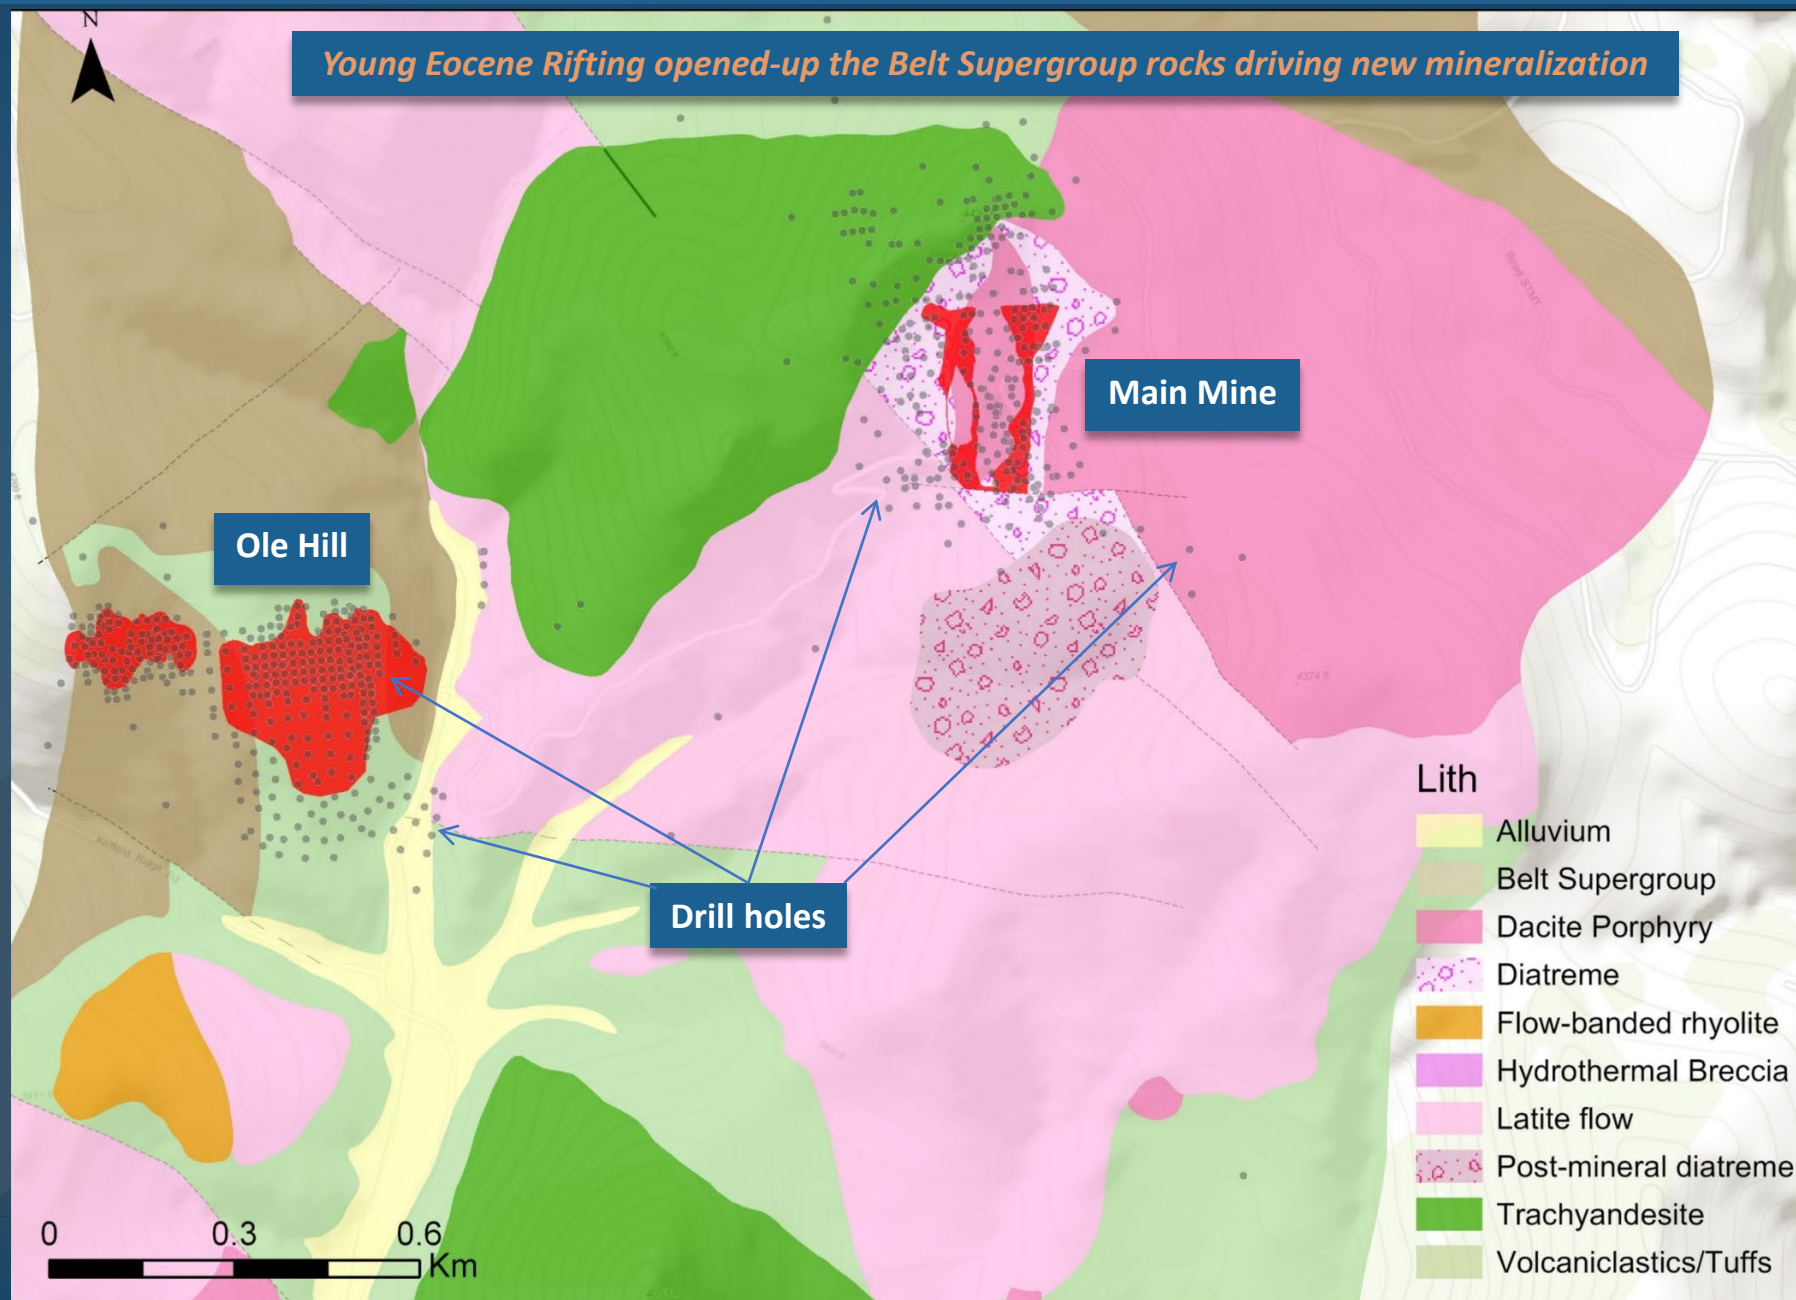 N
Young Eocene Rifting opened-up the Belt Supergroup rocks driving new mineralization
Main Mine
Ole Hill
Drill holes
4374 ft
Lith
Alluvium
Belt Supergroup
Dacite Porphyry
Diatreme
Flow-banded rhyolite
Hydrothermal Breccia
Latite flow
Post-mineral diatreme
Trachyandesite
Volcaniclastics/Tuffs
0 0.3 0.6
Km